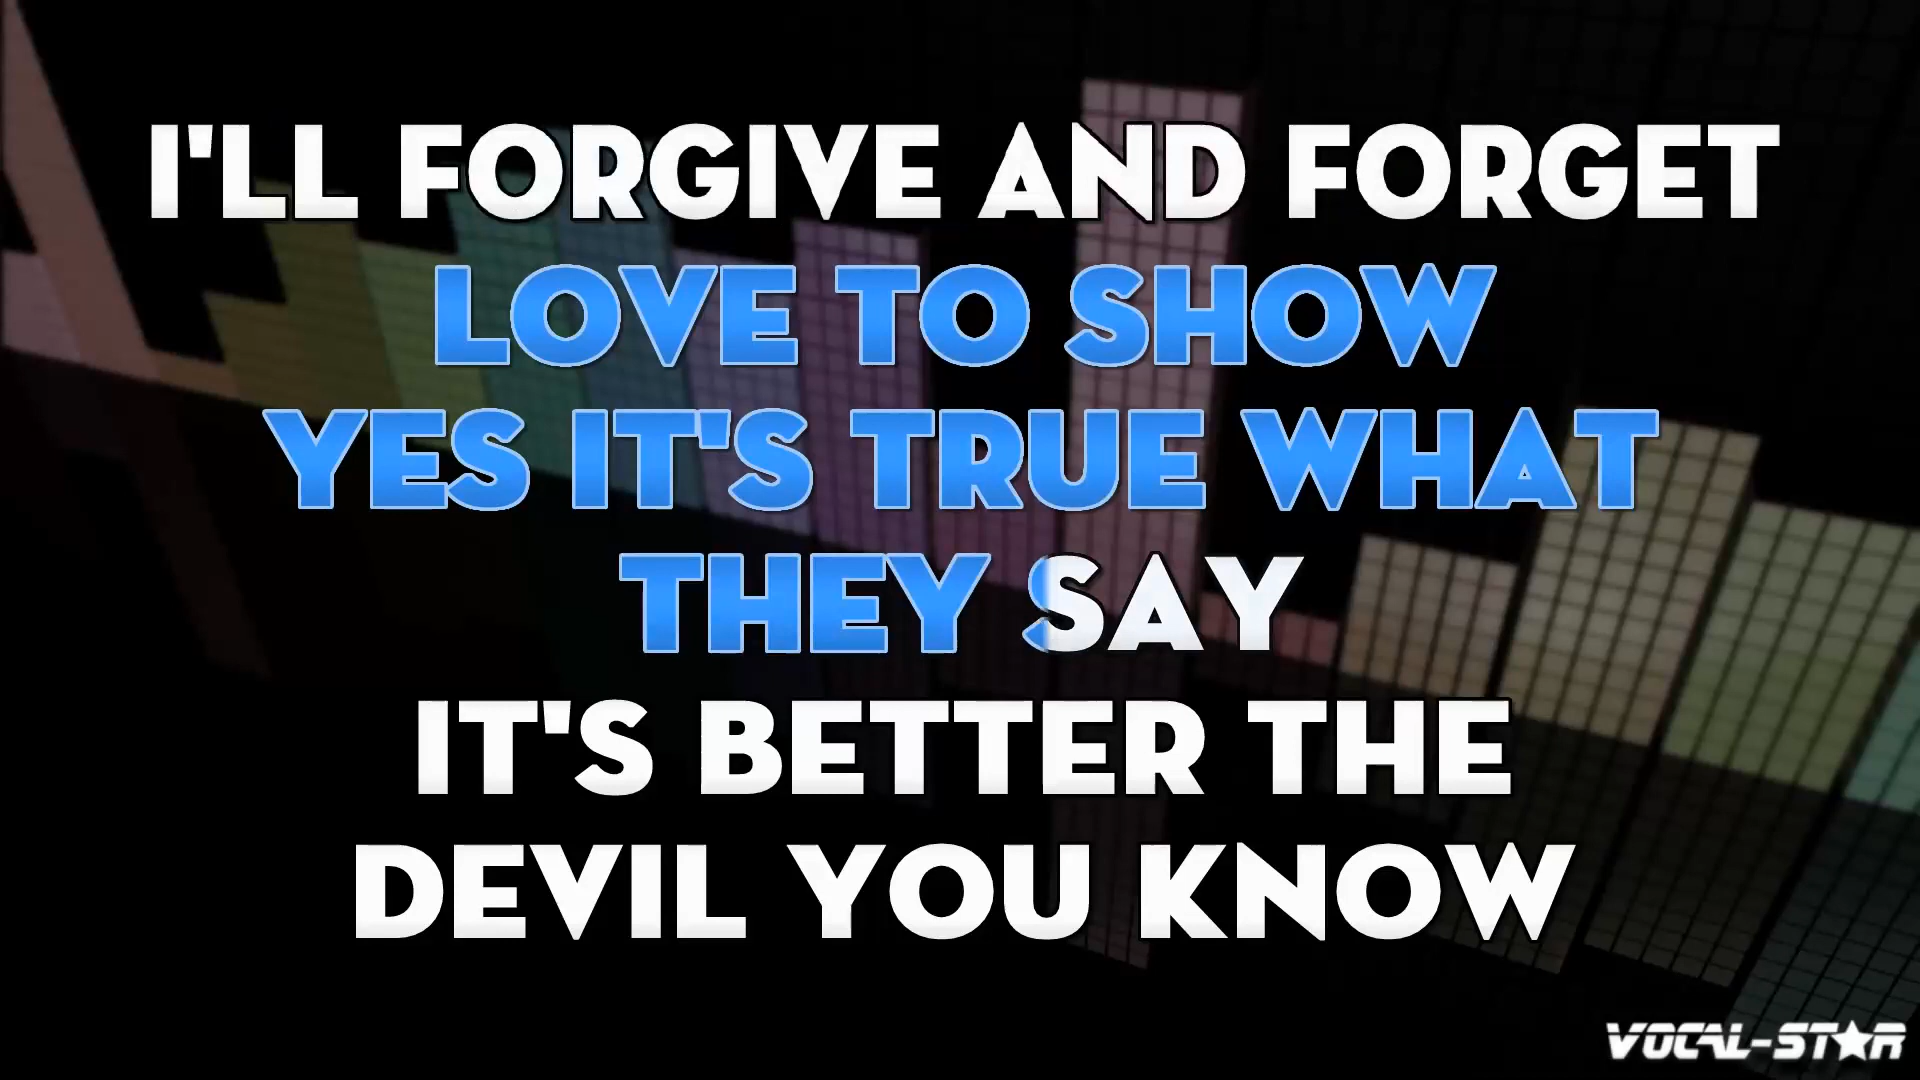 I'LL FORGIVE AND FORGET
LOVE TO SHOW
YES IT'S TRUE WHAT
THEY SAY
IT'S BETTER THE
DEVIL YOU KNOW
VOCAL-STAR